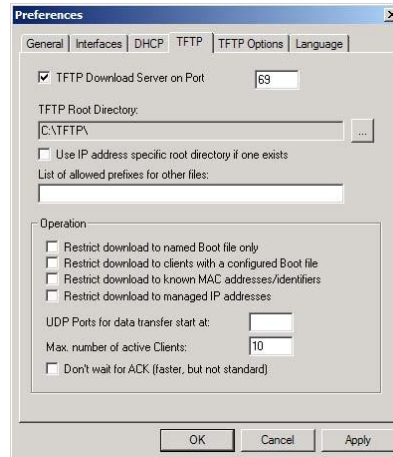 Preferences
General Interfaces DHCP TFTP TFTP Options Language
TFTP Download Server on Port 69
TFTP Root Directory:
C:\TFTP\
...
Use IP address specific root directory if one exists
List of allowed prefixes for other files:
Operation
Restrict download to named Boot file only
Restrict download to clients with a configured Boot file
Restrict download to known MAC addresses/identifiers
Restrict download to managed IP addresses
UDP Ports for data transfer start at:
Max. number of active Clients: 10
Don't wait for ACK (faster, but not standard)
OK Cancel Apply